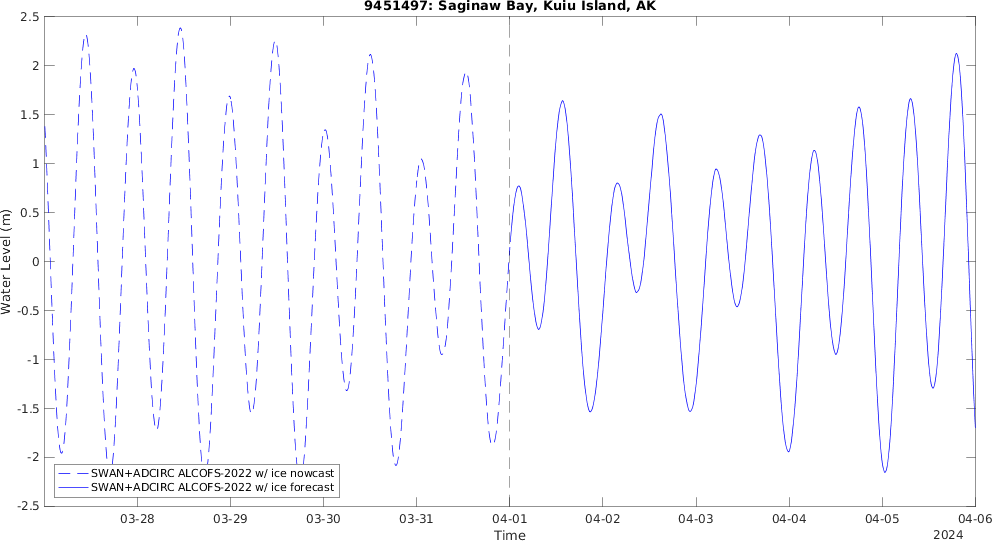 9451497: Saginaw Bay, Kuiu Island, AK
2.5
2
1.5
1
0.5
0
-0.5
-1
-1.5
-2
-2.5
Water Level (m)
SWAN+ADCIRC ALCOFS-2022 w/ ice nowcast
SWAN+ADCIRC ALCOFS-2022 w/ ice forecast
03-28 03-29 03-30 03-31 04-01 04-02 04-03 04-04 04-05 04-06
Time
2024